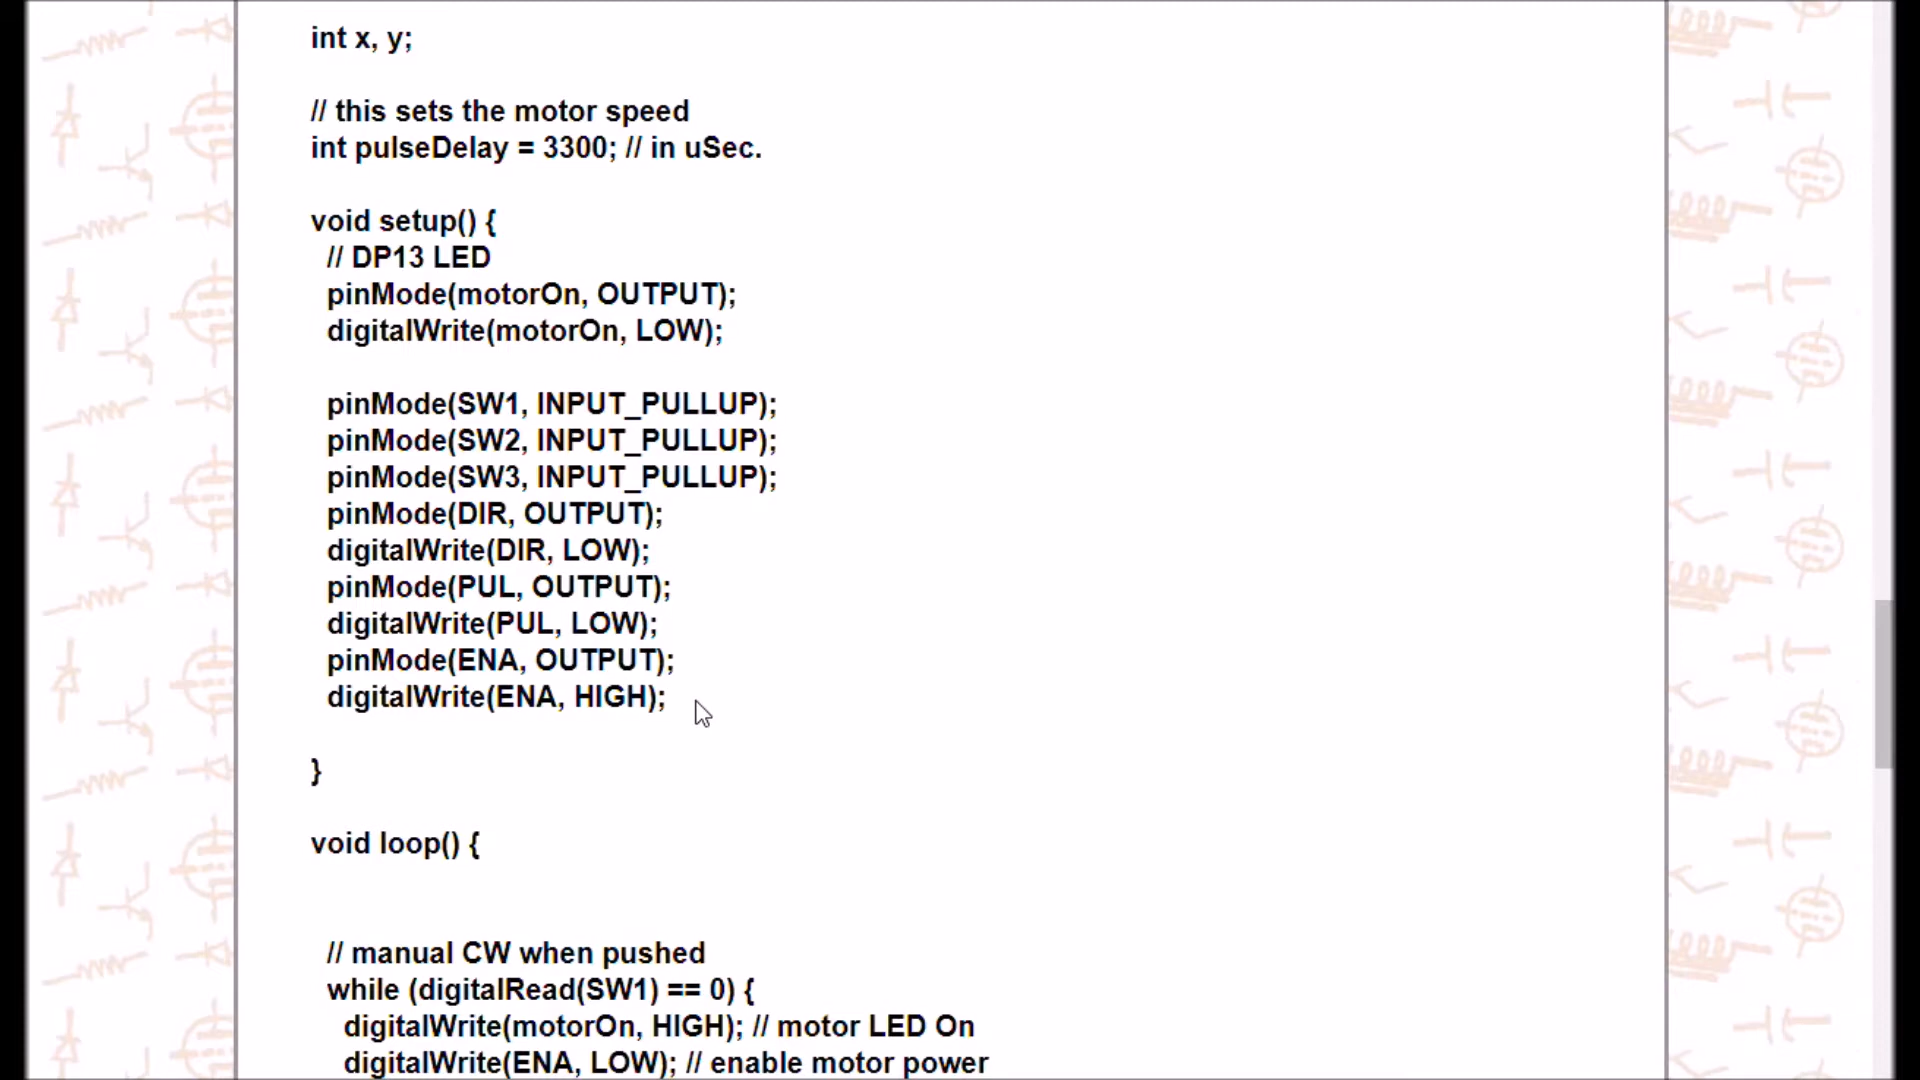 int x, y;
// this sets the motor speed
int pulseDelay = 3300; // in uSec.
void setup() {
// DP13 LED
pinMode(motorOn, OUTPUT);
digitalWrite(motorOn, LOW);
pinMode(SW1, INPUT_PULLUP);
pinMode(SW2, INPUT_PULLUP);
pinMode(SW3, INPUT_PULLUP);
pinMode(DIR, OUTPUT);
digitalWrite(DIR, LOW);
pinMode(PUL, OUTPUT);
digitalWrite(PUL, LOW);
pinMode(ENA, OUTPUT);
digitalWrite(ENA, HIGH);
}
void loop() {
// manual CW when pushed
while (digitalRead(SW1) == 0) {
digitalWrite(motorOn, HIGH); // motor LED On
digitalWrite(ENA, LOW); // enable motor power